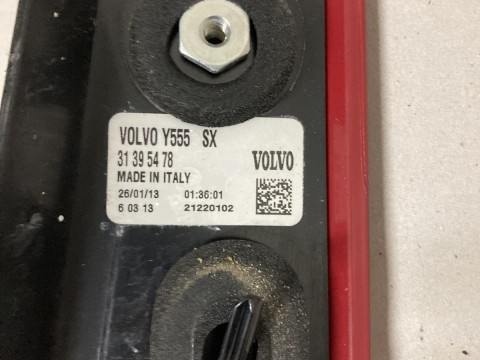 VOLVO Y555 SX
31 39 54 78
VOLVO
MADE IN ITALY
26/01/13 01:36:01
6 03 13 21220102